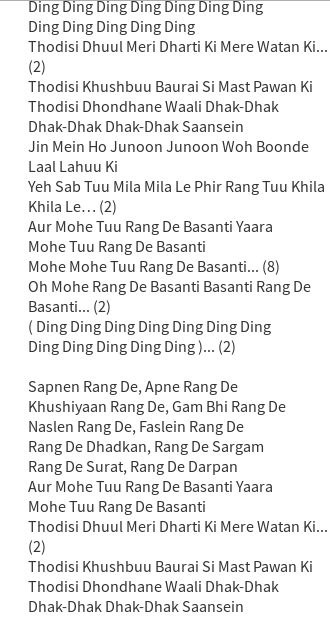 Ding Ding Ding Ding Ding Ding Ding
Ding Ding Ding Ding Ding
Thodisi Dhuul Meri Dharti Ki Mere Watan Ki...
(2)
Thodisi Khushbuu Baurai Si Mast Pawan Ki
Thodisi Dhondhane Waali Dhak-Dhak
Dhak-Dhak Dhak-Dhak Saansein
Jin Mein Ho Junoon Junoon Woh Boonde
Laal Lahuu Ki
Yeh Sab Tuu Mila Mila Le Phir Rang Tuu Khila
Khila Le... (2)
Aur Mohe Tuu Rang De Basanti Yaara
Mohe Tuu Rang De Basanti
Mohe Mohe Tuu Rang De Basanti... (8)
Oh Mohe Rang De Basanti Basanti Rang De
Basanti... (2)
( Ding Ding Ding Ding Ding Ding Ding
Ding Ding Ding Ding Ding )... (2)

Sapnen Rang De, Apne Rang De
Khushiyaan Rang De, Gam Bhi Rang De
Naslen Rang De, Faslein Rang De
Rang De Dhadkan, Rang De Sargam
Rang De Surat, Rang De Darpan
Aur Mohe Tuu Rang De Basanti Yaara
Mohe Tuu Rang De Basanti
Thodisi Dhuul Meri Dharti Ki Mere Watan Ki...
(2)
Thodisi Khushbuu Baurai Si Mast Pawan Ki
Thodisi Dhondhane Waali Dhak-Dhak
Dhak-Dhak Dhak-Dhak Saansein